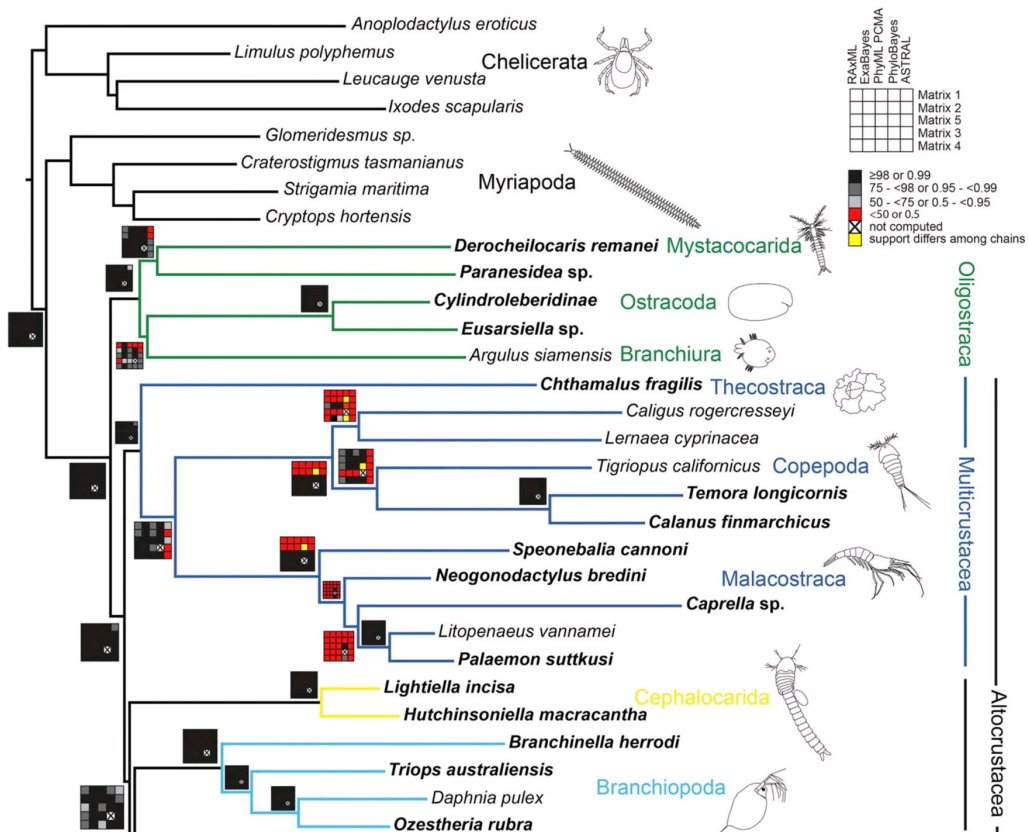 Anoplodactylus eroticus
Limulus polyphemus
Chelicerata
Leucauge venusta
Ixodes scapularis
RAxML
ExaBayes
PhyML PCMA
PhyloBayes
ASTRAL
Matrix 1
Matrix 2
Matrix 5
Matrix 3
Matrix 4
≥98 or 0.99
75 - <98 or 0.95 - <0.99
50 - <75 or 0.5 - <0.95
<50 or 0.5
not computed
support differs among chains
Glomeridesmus sp.
Craterostigmus tasmanianus
Myriapoda
Strigamia maritima
Cryptops hortensis
Derocheilocaris remanei Mystacocarida
Paranesidea sp.
Cylindroleberidinae Ostracoda
Eusarsiella sp.
Argulus siamensis Branchiura
Oligostraca
Chthamalus fragilis Thecostraca
Caligus rogercresseyi
Lernaea cyprinacea
Tigriopus californicus Copepoda
Temora longicornis
Calanus finmarchicus
Multicrustacea
Speonebalia cannoni
Neogonodactylus bredini Malacostraca
Caprella sp.
Litopenaeus vannamei
Palaemon suttkusi
Lightiella incisa
Cephalocarida
Hutchinsoniella macracantha
Altocrustacea
Branchinella herrodi
Triops australiensis
Branchiopoda
Daphnia pulex
Ozestheria rubra